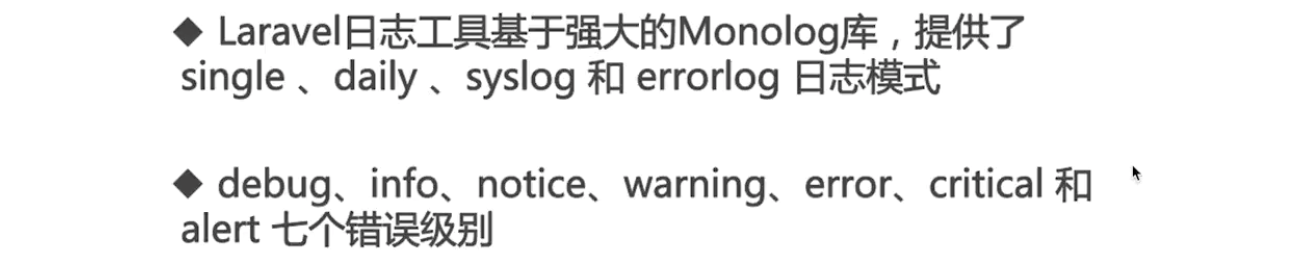 ◆ Laravel日志工具基于强大的Monolog库，提供了
single 、daily 、syslog 和 errorlog 日志模式
◆ debug、info、notice、warning、error、critical 和
alert 七个错误级别